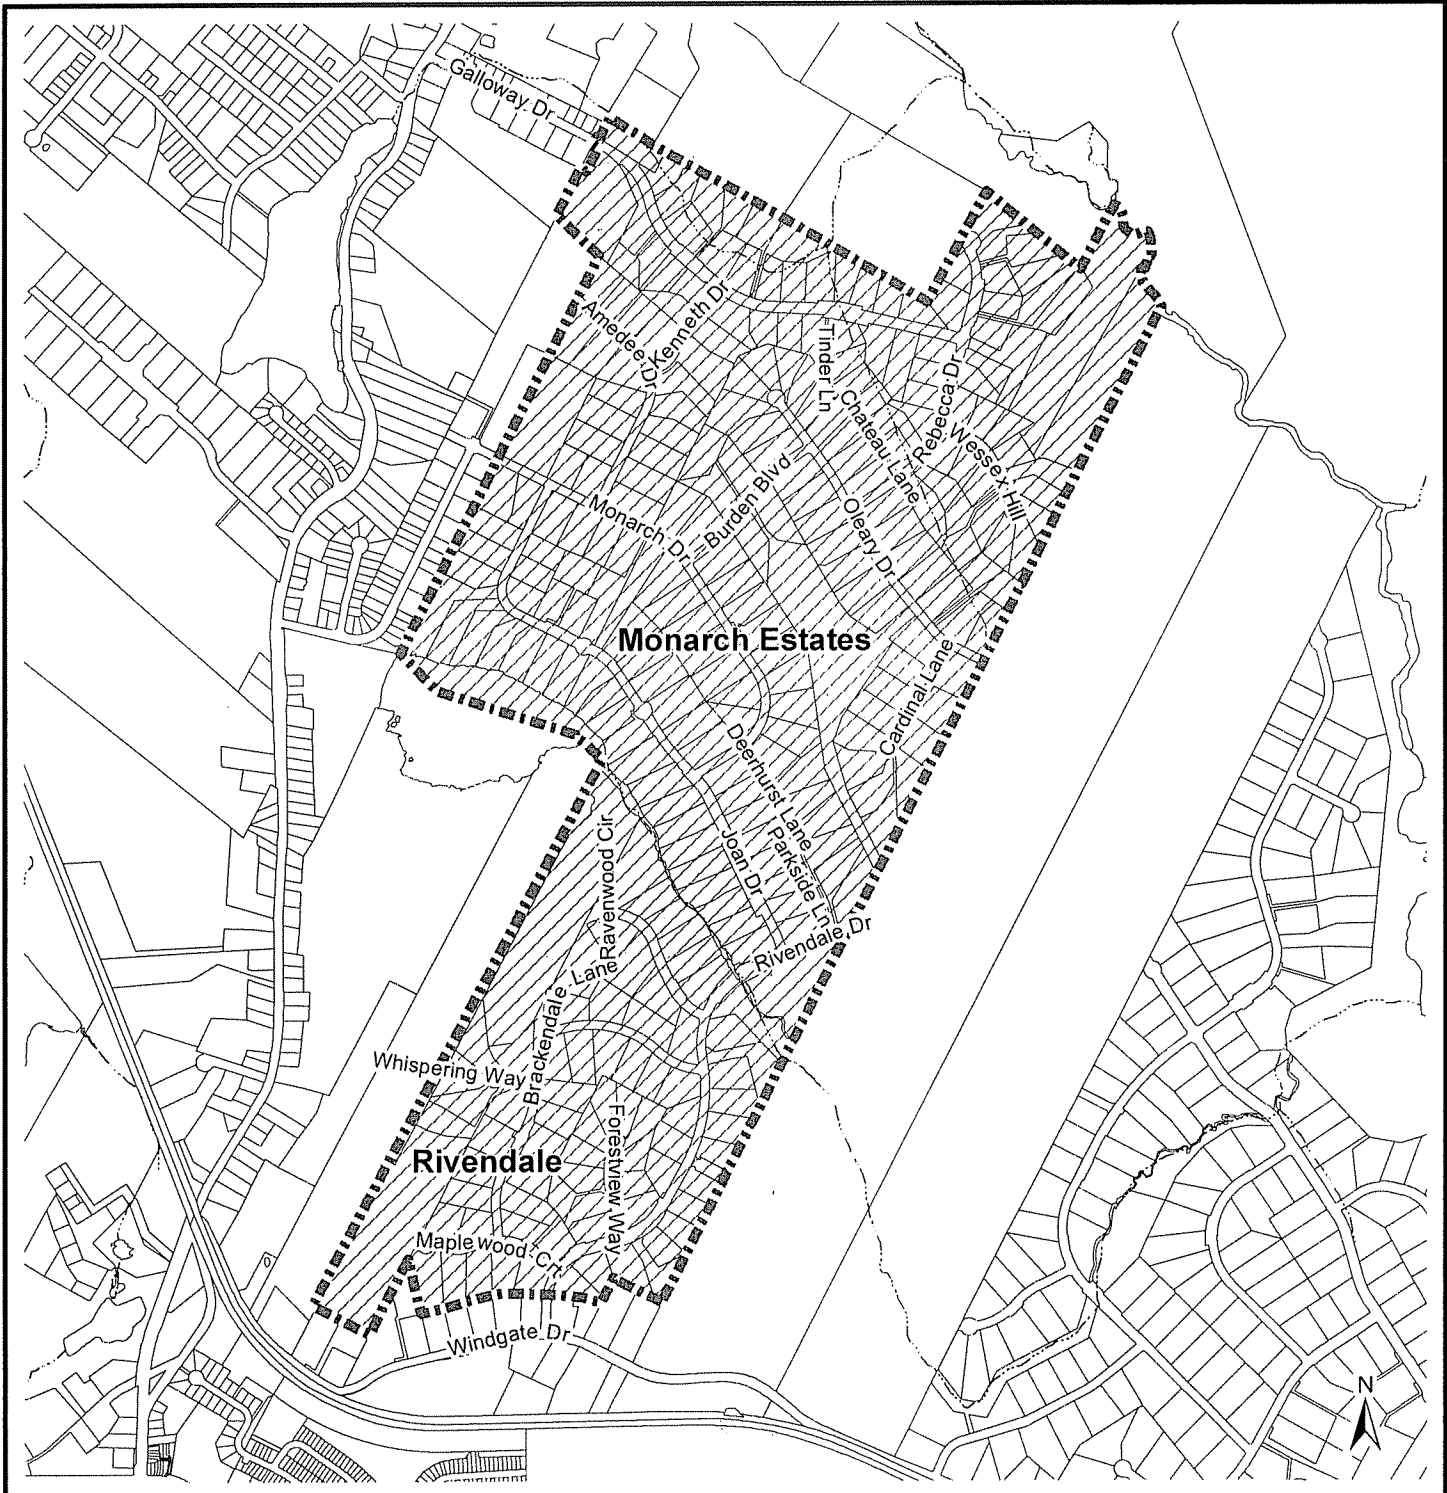 Galloway Dr
Amedee Dr
Kenneth Dr
Tinder Ln
Chateau Lane
Rebecca Dr
Wessex Hill
Monarch Dr
Burden Blvd
Oleary Dr
Monarch Estates
Cardinal Lane
Deerhurst Lane
Parkside Ln
Joan Dr
Rivendale Dr
Ravenwood Cir
Brackendale Lane
Whispering Way
Forestview Way
Rivendale
Maplewood Crt
Windgate Dr
N